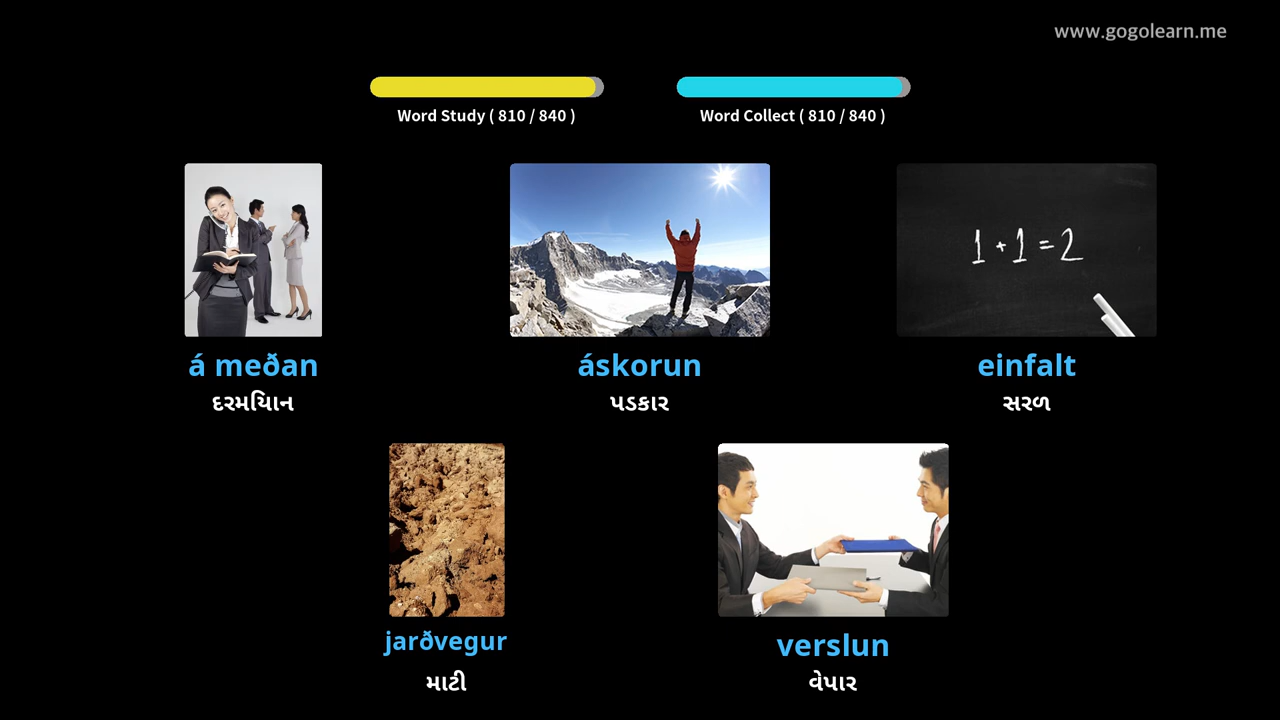 www.gogolearn.me
Word Study ( 810 / 840 )
Word Collect ( 810 / 840 )
1 + 1 = 2
á meðan
áskorun
einfalt
દરમિયાન
પડકાર
સરળ
jarðvegur
verslun
માટી
વેપાર